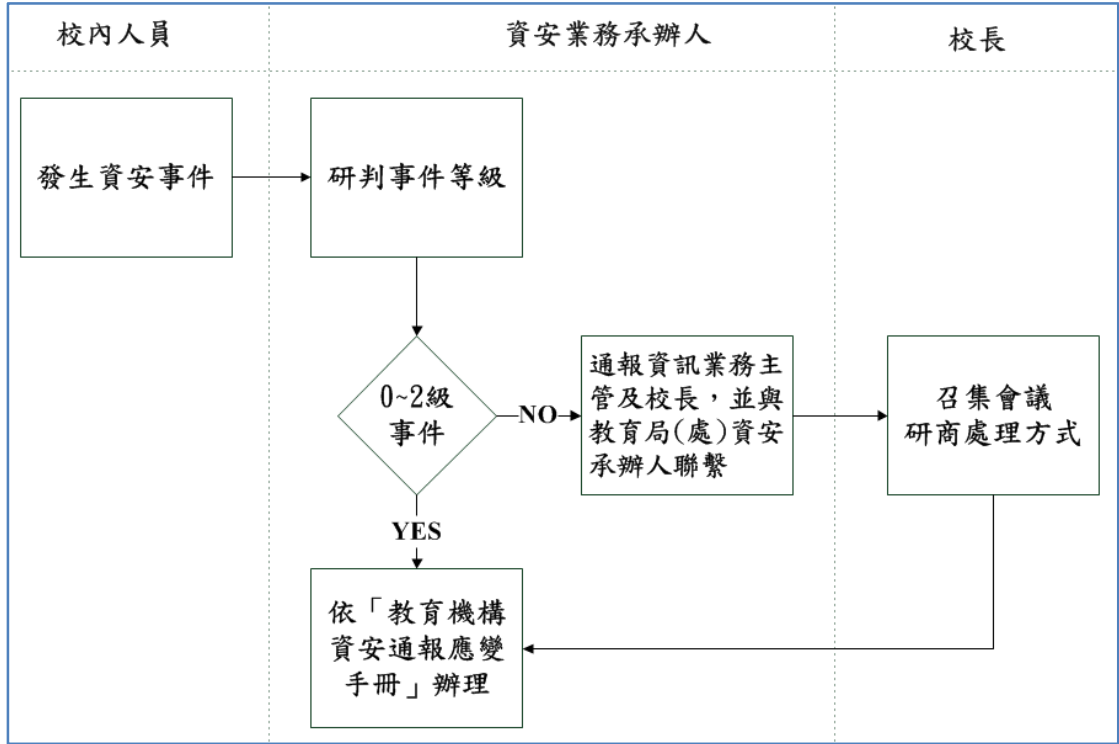 校內人員
資安業務承辦人
校長
發生資安事件
研判事件等級
0~2級
事件
NO
通報資訊業務主
管及校長，並與
教育局(處)資安
承辦人聯繫
召集會議
研商處理方式
YES
依「教育機構
資安通報應變
手冊」辦理